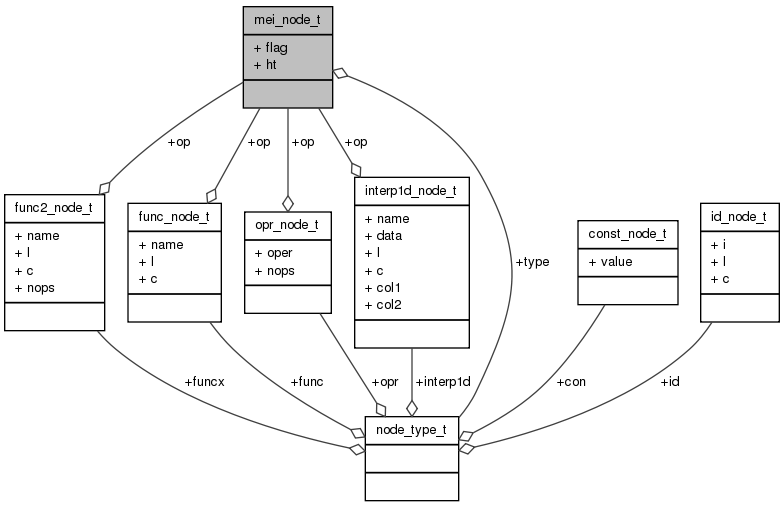 mei_node_t
+ flag
+ ht
+op
+op
+op
+op
func2_node_t
+ name
+ l
+ c
+ nops
func_node_t
+ name
+ l
+ c
opr_node_t
+ oper
+ nops
interp1d_node_t
+ name
+ data
+ l
+ c
+ col1
+ col2
+type
const_node_t
+ value
id_node_t
+ i
+ l
+ c
+funcx
+func
+opr
+interp1d
+con
+id
node_type_t